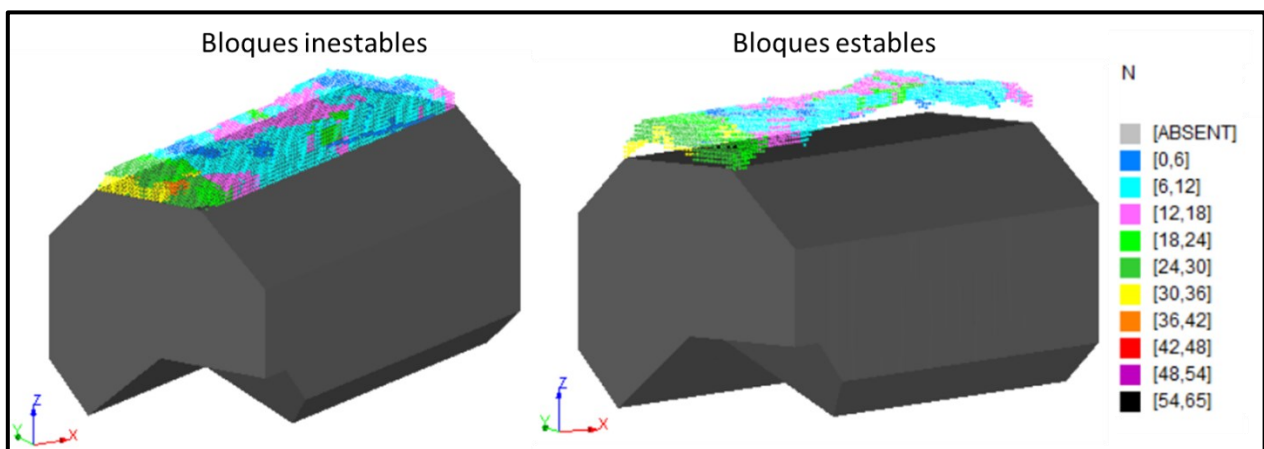 Bloques inestables
Bloques estables
N
[ABSENT]
[0,6]
[6,12]
[12,18]
[18,24]
[24,30]
[30,36]
[36,42]
[42,48]
[48,54]
[54,65]
Z
Y
X
Z
Y
X